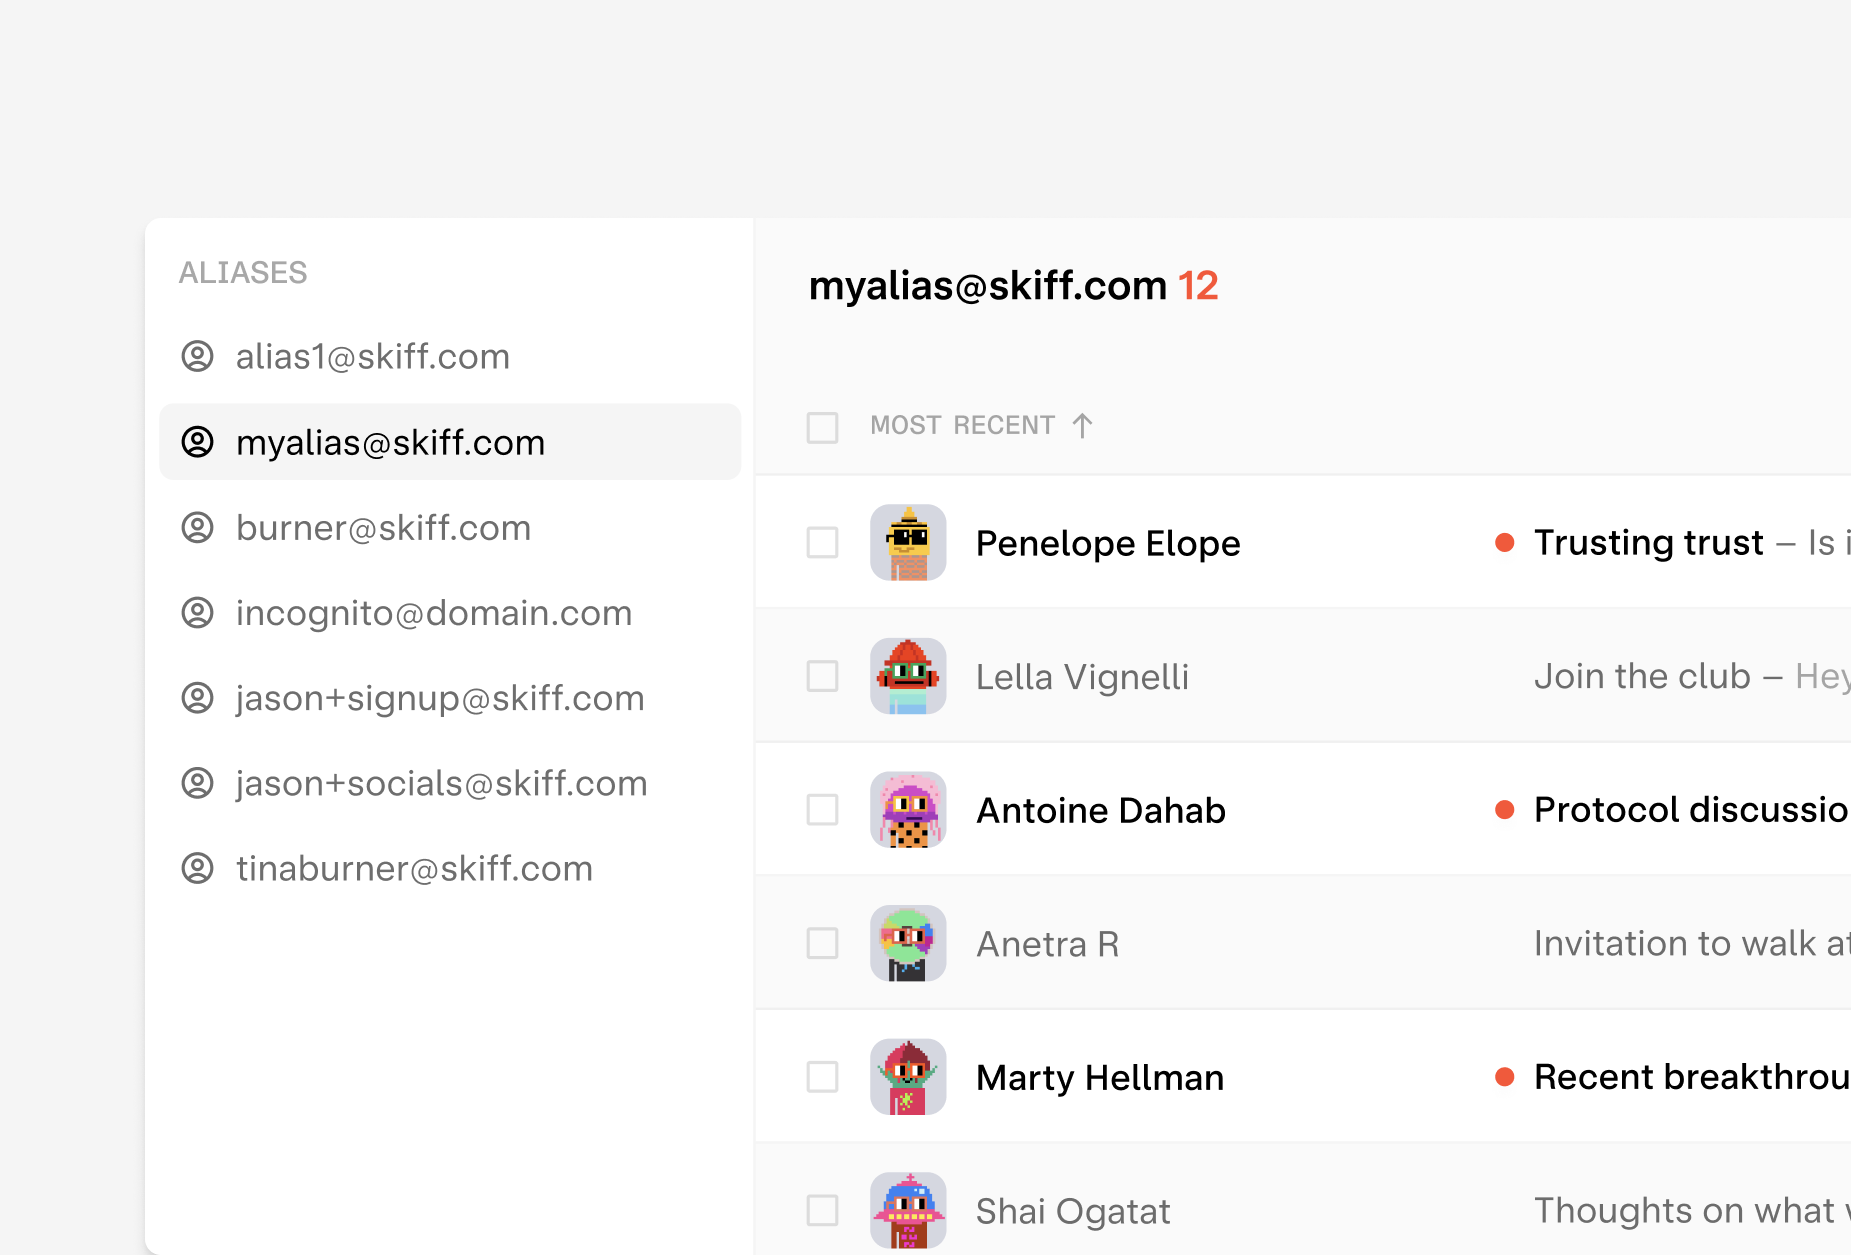 ALIASES
alias1@skiff.com
myalias@skiff.com
burner@skiff.com
incognito@domain.com
jason+signup@skiff.com
jason+socials@skiff.com
tinaburner@skiff.com
myalias@skiff.com 12
MOST RECENT ↑
Penelope Elope Trusting trust – Is
Lella Vignelli Join the club – Hey
Antoine Dahab Protocol discussio
Anetra R Invitation to walk at
Marty Hellman Recent breakthrou
Shai Ogatat Thoughts on what